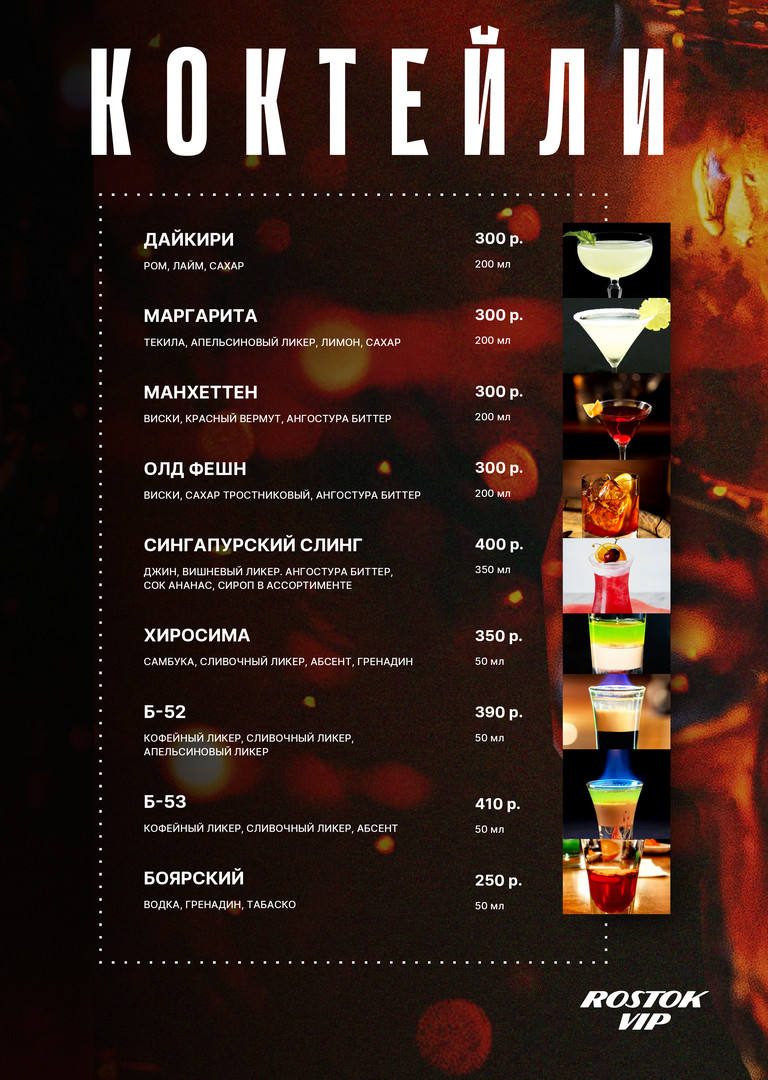 КОКТЕЙЛИ
ДАЙКИРИ 300 р.
РОМ, ЛАЙМ, САХАР 200 мл
МАРГАРИТА 300 р.
ТЕКИЛА, АПЕЛЬСИНОВЫЙ ЛИКЕР, ЛИМОН, САХАР 200 мл
МАНХЕТТЕН 300 р.
ВИСКИ, КРАСНЫЙ ВЕРМУТ, АНГОСТУРА БИТТЕР 200 мл
ОЛД ФЕШН 300 р.
ВИСКИ, САХАР ТРОСТНИКОВЫЙ, АНГОСТУРА БИТТЕР 200 мл
СИНГАПУРСКИЙ СЛИНГ 400 р.
ДЖИН, ВИШНЕВЫЙ ЛИКЕР. АНГОСТУРА БИТТЕР, 350 мл
СОК АНАНАС, СИРОП В АССОРТИМЕНТЕ
ХИРОСИМА 350 р.
САМБУКА, СЛИВОЧНЫЙ ЛИКЕР, АБСЕНТ, ГРЕНАДИН 50 мл
Б-52 390 р.
КОФЕЙНЫЙ ЛИКЕР, СЛИВОЧНЫЙ ЛИКЕР, 50 мл
АПЕЛЬСИНОВЫЙ ЛИКЕР
Б-53 410 р.
КОФЕЙНЫЙ ЛИКЕР, СЛИВОЧНЫЙ ЛИКЕР, АБСЕНТ 50 мл
БОЯРСКИЙ 250 р.
ВОДКА, ГРЕНАДИН, ТАБАСКО 50 мл
ROSTOK
VIP